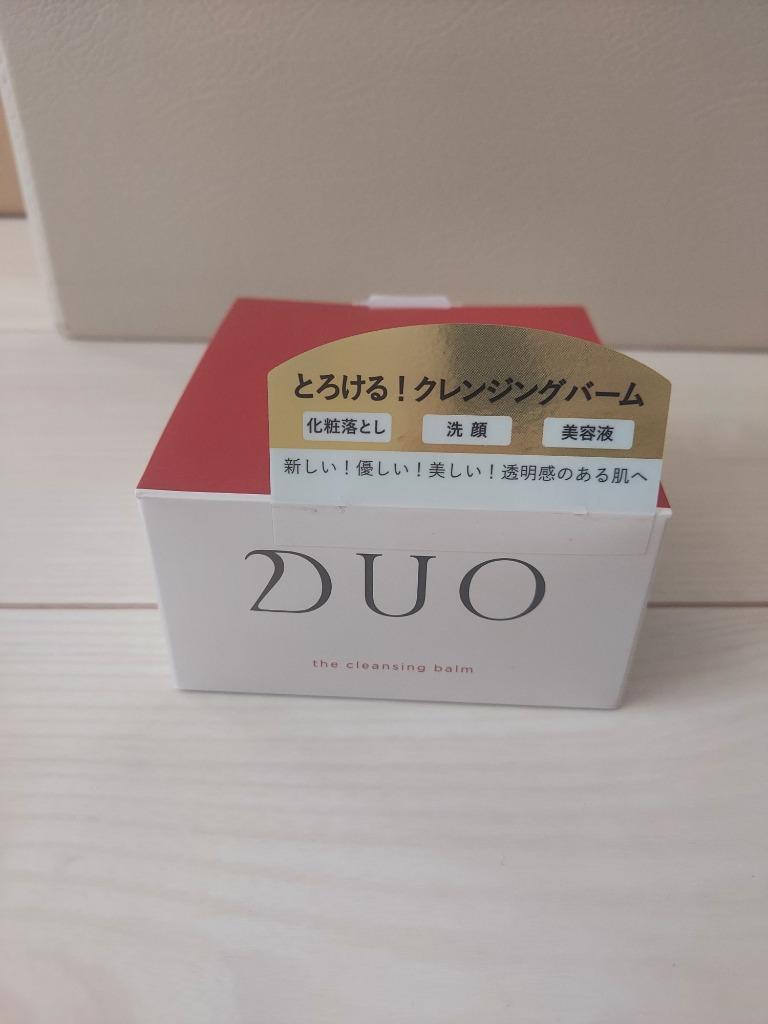 とろける！クレンジングバーム
化粧落とし 洗顔 美容液
新しい！優しい！美しい！透明感のある肌へ
DUO
the cleansing balm